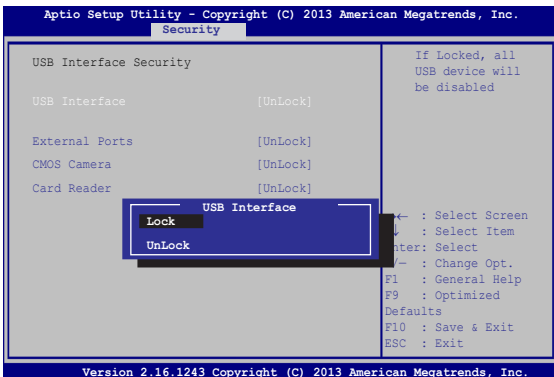 Aptio Setup Utility - Copyright (C) 2013 American Megatrends, Inc.
Security
USB Interface Security
USB Interface [UnLock]
External Ports [UnLock]
CMOS Camera [UnLock]
Card Reader [UnLock]
USB Interface
Lock
UnLock
If Locked, all
USB device will
be disabled
← : Select Screen
↓ : Select Item
nter: Select
/— : Change Opt.
F1 : General Help
F9 : Optimized
Defaults
F10 : Save & Exit
ESC : Exit
Version 2.16.1243 Copyright (C) 2013 American Megatrends, Inc.